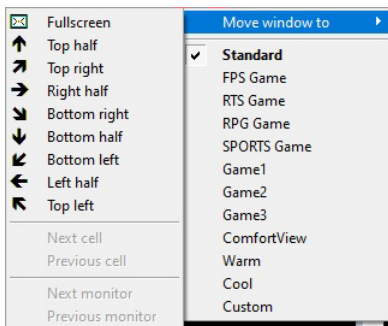 Fullscreen
Top half
Top right
Right half
Bottom right
Bottom half
Bottom left
Left half
Top left
Next cell
Previous cell
Next monitor
Previous monitor
Move window to
Standard
FPS Game
RTS Game
RPG Game
SPORTS Game
Game1
Game2
Game3
ComfortView
Warm
Cool
Custom